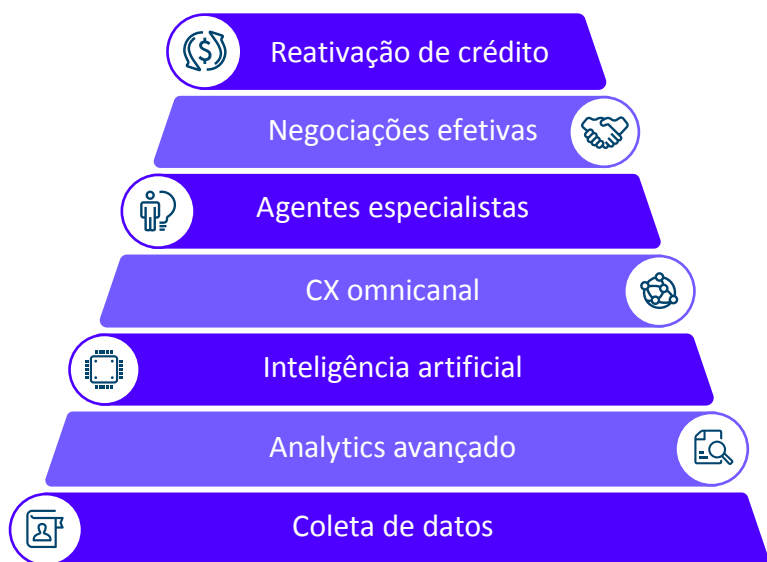 Reativação de crédito
Negociações efetivas
Agentes especialistas
CX omnicanal
Inteligência artificial
Analytics avançado
Coleta de datos